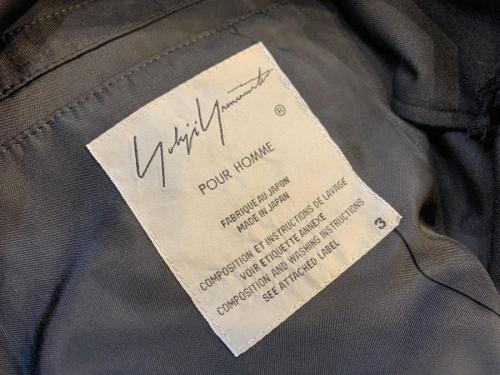 Yohji Yamamoto ®
POUR HOMME
FABRIQUE AU JAPON
MADE IN JAPAN
COMPOSITION ET INSTRUCTIONS DE LAVAGE
VOIR ETIQUETTE ANNEXE
COMPOSITION AND WASHING INSTRUCTIONS
SEE ATTACHED LABEL
3